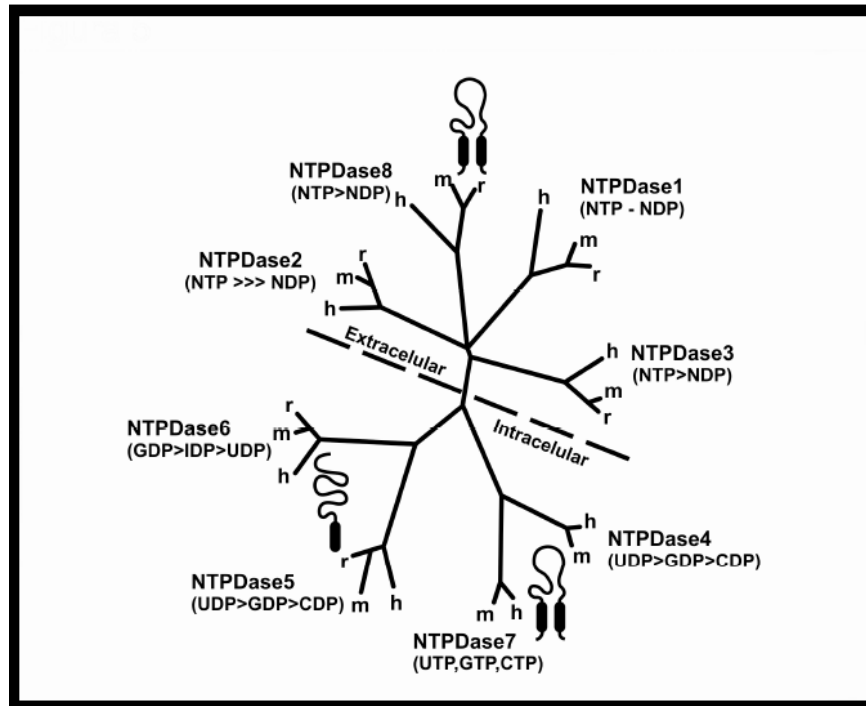 NTPDase8
(NTP>NDP)
h
m
r
NTPDase1
(NTP - NDP)
h
m
r
NTPDase2
(NTP >>> NDP)
r
m
h
NTPDase3
(NTP>NDP)
h
m
r
Extracelular
Intracelular
NTPDase6
(GDP>IDP>UDP)
r
m
h
NTPDase4
(UDP>GDP>CDP)
h
m
NTPDase5
(UDP>GDP>CDP)
r
m
h
NTPDase7
(UTP,GTP,CTP)
m
h